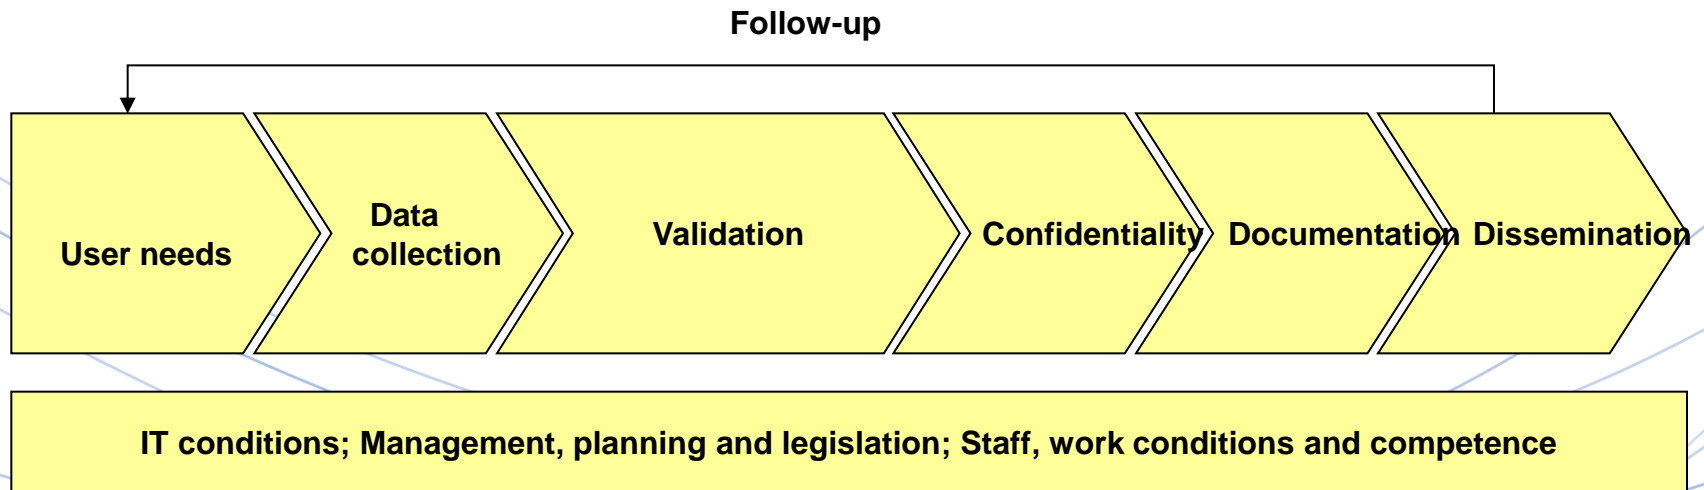 Follow-up
User needs
Data
collection
Validation
Confidentiality
Documentation
Dissemination
IT conditions; Management, planning and legislation; Staff, work conditions and competence